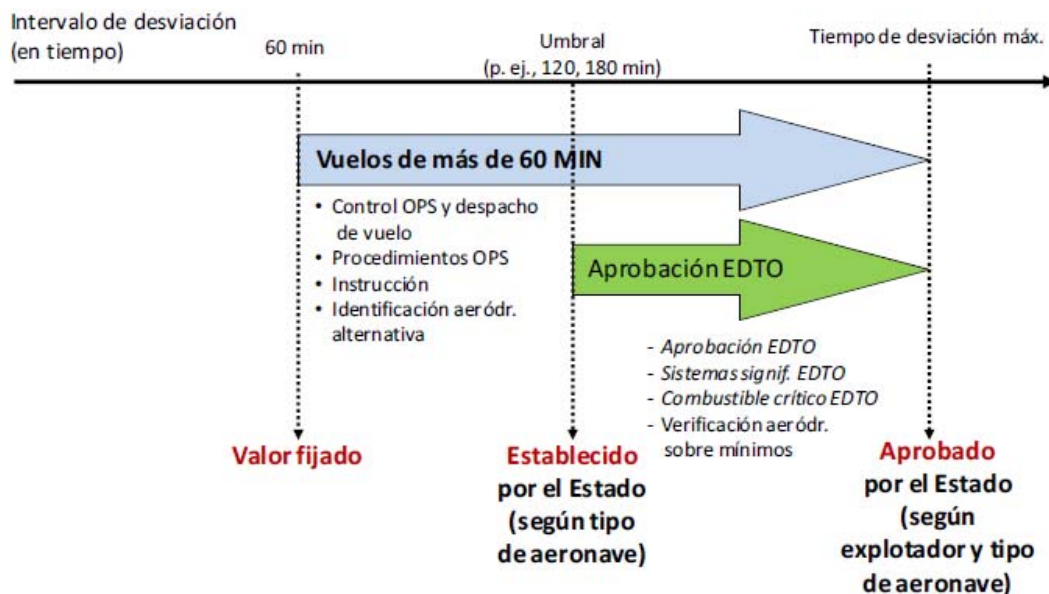 Intervalo de desviación
(en tiempo)
60 min
Umbral
(p. ej., 120, 180 min)
Tiempo de desviación máx.
Vuelos de más de 60 MIN
• Control OPS y despacho
de vuelo
• Procedimientos OPS
• Instrucción
• Identificación aeródr.
alternativa
Aprobación EDTO
- Aprobación EDTO
- Sistemas signif. EDTO
- Combustible crítico EDTO
- Verificación aeródr.
sobre mínimos
Valor fijado
Establecido
por el Estado
(según tipo
de aeronave)
Aprobado
por el Estado
(según
explotador y tipo
de aeronave)